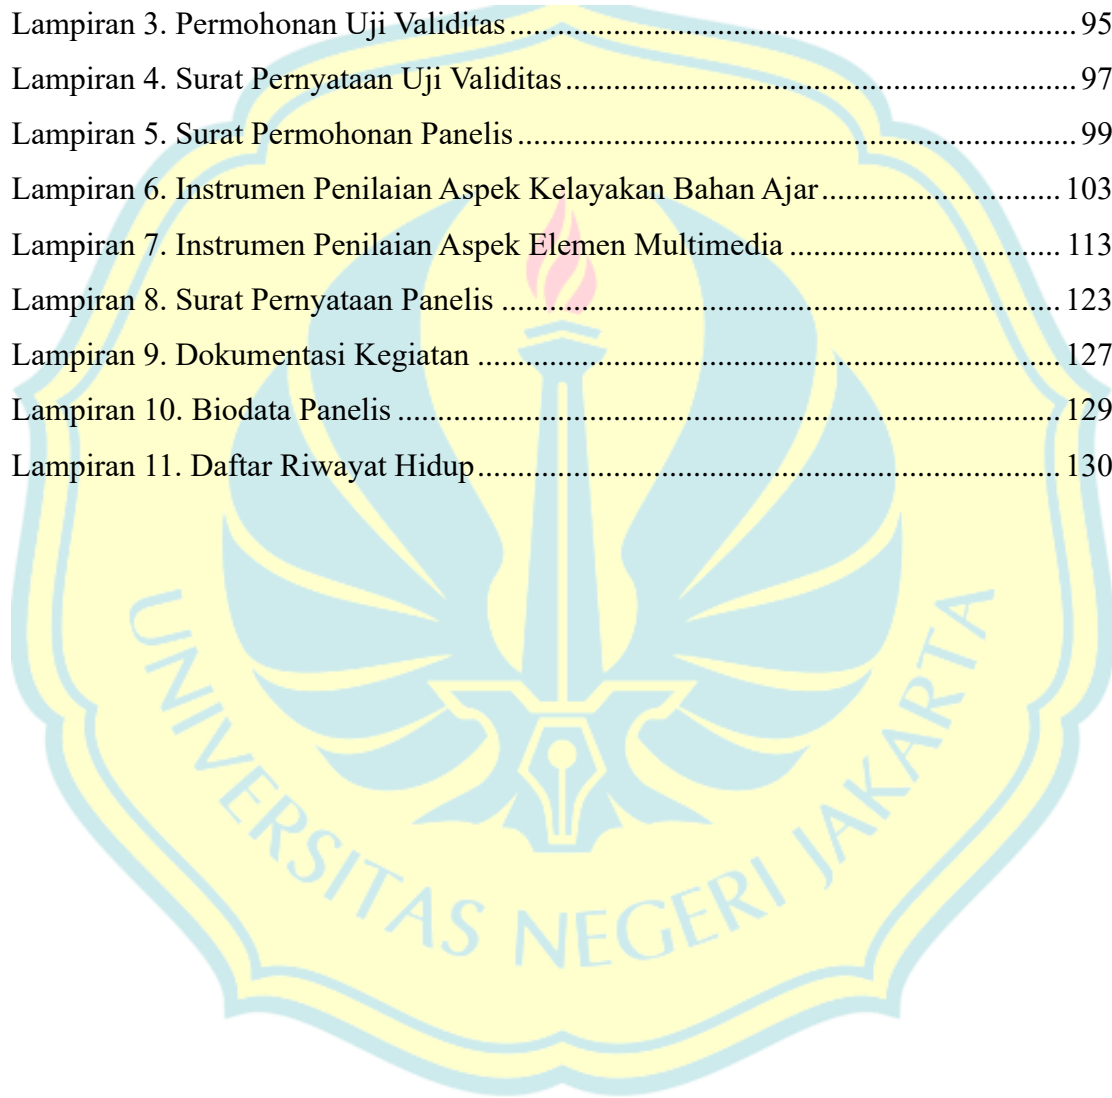 Lampiran 3. Permohonan Uji Validitas ........................................................................ 95
Lampiran 4. Surat Pernyataan Uji Validitas ................................................................. 97
Lampiran 5. Surat Permohonan Panelis ....................................................................... 99
Lampiran 6. Instrumen Penilaian Aspek Kelayakan Bahan Ajar .............................. 103
Lampiran 7. Instrumen Penilaian Aspek Elemen Multimedia .................................. 113
Lampiran 8. Surat Pernyataan Panelis ....................................................................... 123
Lampiran 9. Dokumentasi Kegiatan .......................................................................... 127
Lampiran 10. Biodata Panelis .................................................................................... 129
Lampiran 11. Daftar Riwayat Hidup .......................................................................... 130
UNIVERSITAS NEGERI JAKARTA